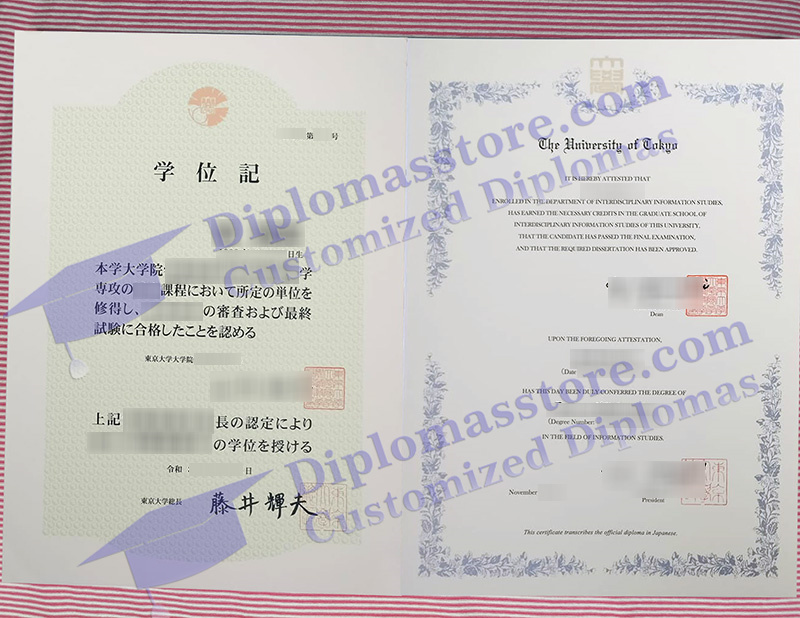 第 号
学位記
日生
本学大学院 学
専攻の 課程において所定の単位を
修得し、 の審査および最終
試験に合格したことを認める
東京大学大学院
上記 長の認定により
の学位を授ける
令和 日
東京大学総長 藤井輝夫
The University of Tokyo
IT IS HEREBY ATTESTED THAT
ENROLLED IN THE DEPARTMENT OF INTERDISCIPLINARY INFORMATION STUDIES,
HAS EARNED THE NECESSARY CREDITS IN THE GRADUATE SCHOOL OF
INTERDISCIPLINARY INFORMATION STUDIES OF THIS UNIVERSITY,
THAT THE CANDIDATE HAS PASSED THE FINAL EXAMINATION,
AND THAT THE REQUIRED DISSERTATION HAS BEEN APPROVED.
Dean
UPON THE FOREGOING ATTESTATION,
(Date
HAS THIS DAY BEEN DULY CONFERRED THE DEGREE OF
(Degree Number:
IN THE FIELD OF INFORMATION STUDIES.
November
President
This certificate transcribes the official diploma in Japanese.
Diplomasstore.com
Customized Diplomas
Diplomasstore.com
Customized Diplomas